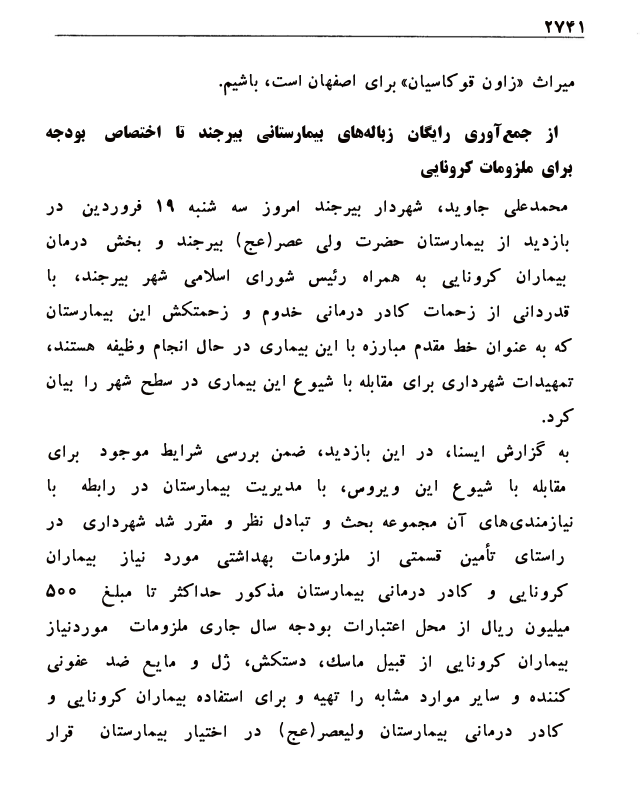 ۲۷۴۱
میراث «زاون قوکاسیان» برای اصفهان است، باشیم.
از جمع‌آوری رایگان زباله‌های بیمارستانی بیرجند تا اختصاص بودجه
برای ملزومات کرونایی
محمدعلی جاوید، شهردار بیرجند امروز سه شنبه ۱۹ فروردین در
بازدید از بیمارستان حضرت ولی عصر(عج) بیرجند و بخش درمان
بیماران کرونایی به همراه رئیس شورای اسلامی شهر بیرجند، با
قدردانی از زحمات کادر درمانی خدوم و زحمتکش این بیمارستان
که به عنوان خط مقدم مبارزه با این بیماری در حال انجام وظیفه هستند،
تمهیدات شهرداری برای مقابله با شیوع این بیماری در سطح شهر را بیان
کرد.
به گزارش ایسنا، در این بازدید، ضمن بررسی شرایط موجود برای
مقابله با شیوع این ویروس، با مدیریت بیمارستان در رابطه با
نیازمندی‌های آن مجموعه بحث و تبادل نظر و مقرر شد شهرداری در
راستای تأمین قسمتی از ملزومات بهداشتی مورد نیاز بیماران
کرونایی و کادر درمانی بیمارستان مذکور حداکثر تا مبلغ ۵۰۰
میلیون ریال از محل اعتبارات بودجه سال جاری ملزومات موردنیاز
بیماران کرونایی از قبیل ماسک، دستکش، ژل و مایع ضد عفونی
کننده و سایر موارد مشابه را تهیه و برای استفاده بیماران کرونایی و
کادر درمانی بیمارستان ولیعصر(عج) در اختیار بیمارستان قرار